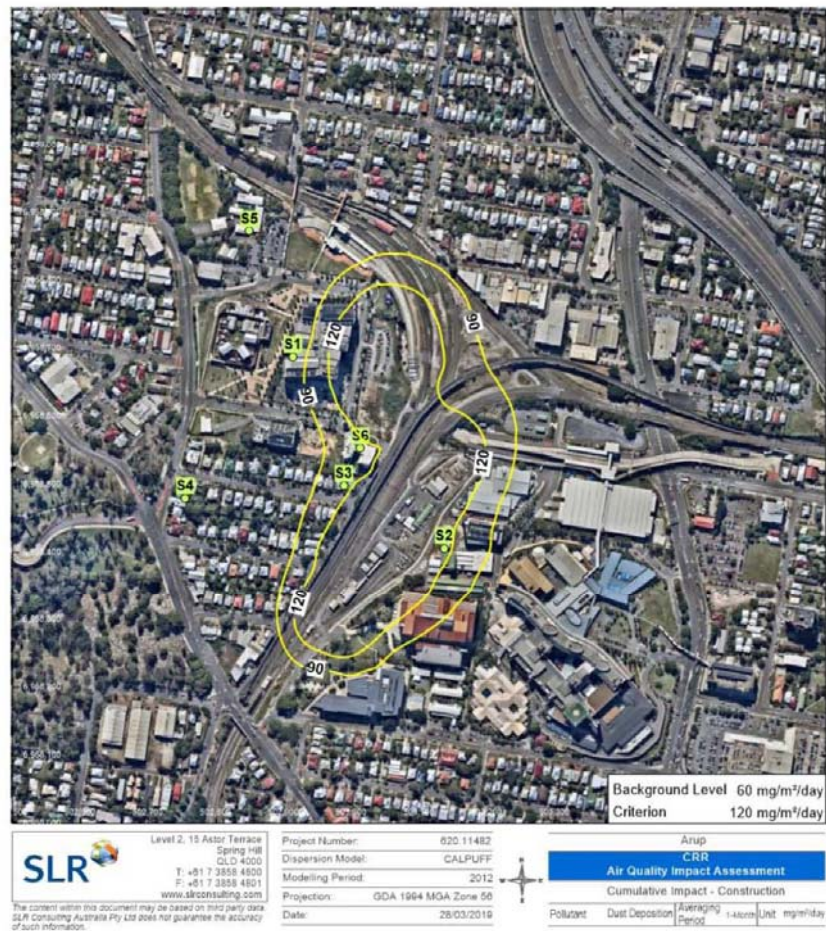 S5
90
S1
120
90
S6
120
S3
S4
S2
120
90
Background Level 60 mg/m²/day
Criterion 120 mg/m²/day
SLR
Level 2, 15 Astor Terrace
Spring Hill
QLD 4000
T: +61 7 3858 4800
F: +61 7 3858 4801
www.slrconsulting.com
The content within this document may be based on third party data.
SLR Consulting Australia Pty Ltd does not guarantee the accuracy
of such information.
Project Number: 620.11482
Dispersion Model: CALPUFF
Modelling Period: 2012
Projection: GDA 1994 MGA Zone 56
Date: 28/03/2019
Arup
CRR
Air Quality Impact Assessment
Cumulative Impact - Construction
Pollutant Dust Deposition Averaging Period 1-Month Unit mg/m²/day